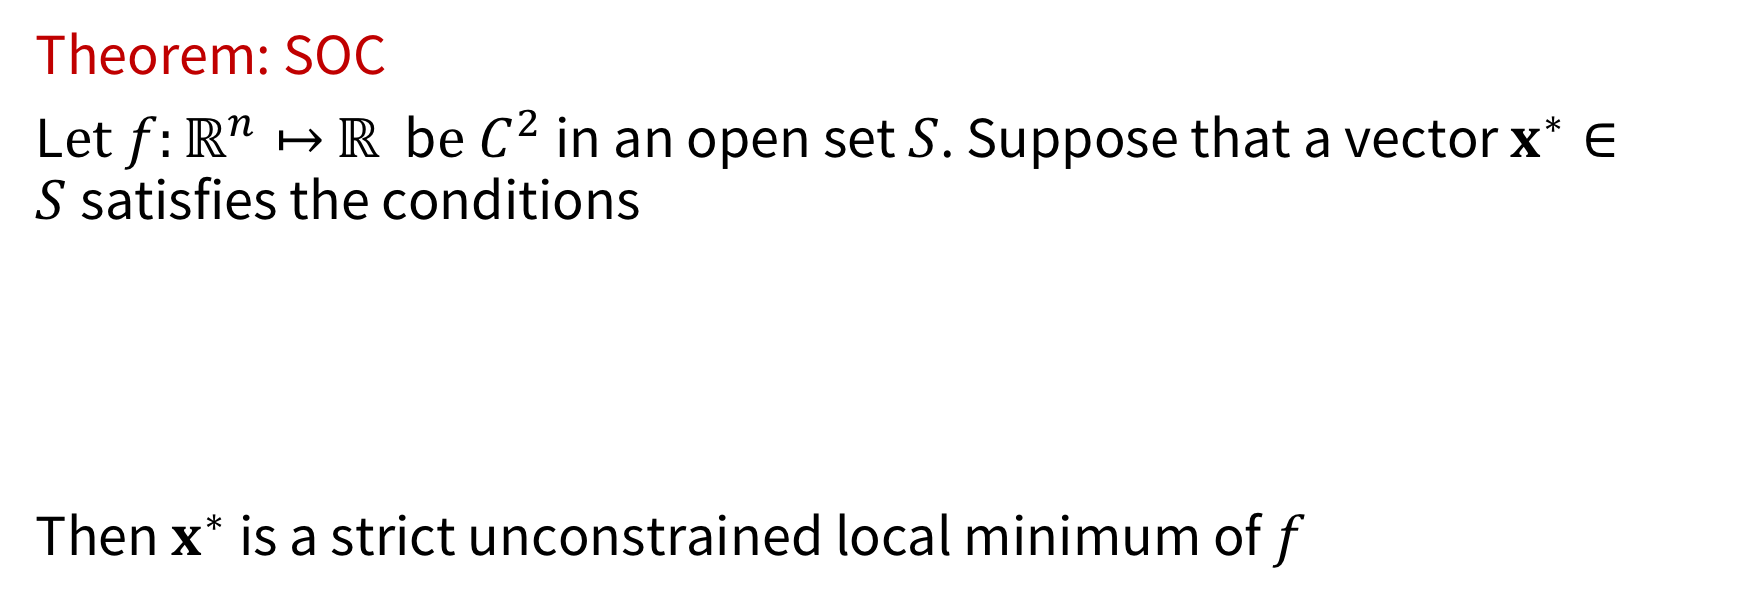 Theorem: SOC
Let 𝑓: ℝⁿ ↦ ℝ be 𝐶² in an open set 𝑆. Suppose that a vector 𝐱* ∈
𝑆 satisfies the conditions
Then 𝐱* is a strict unconstrained local minimum of 𝑓